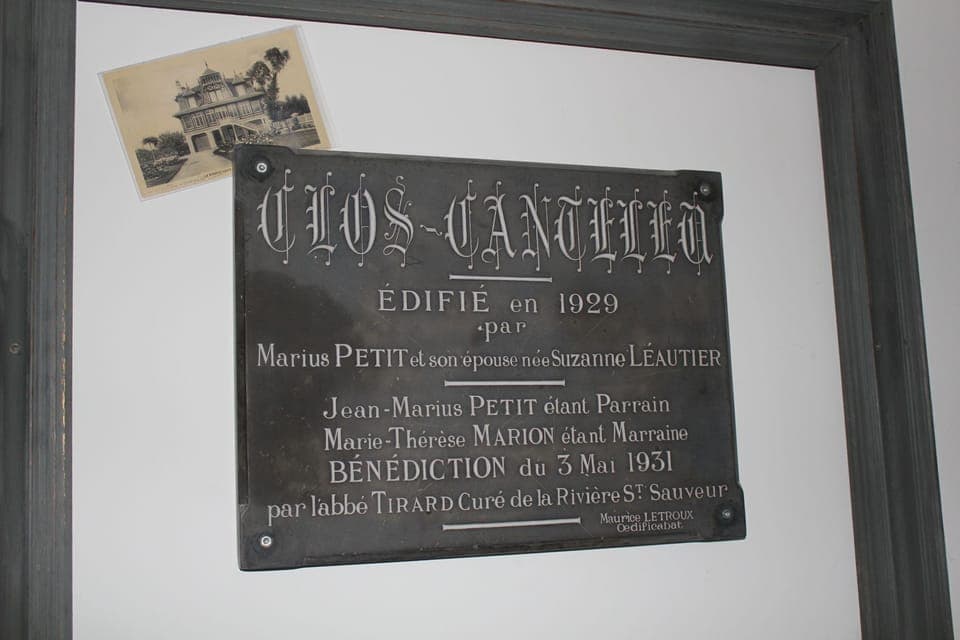 CLOS-CANTELEU
ÉDIFIÉ en 1929
par
Marius PETIT et son épouse née Suzanne LÉAUTIER
Jean-Marius PETIT étant Parrain
Marie-Thérèse MARION étant Marraine
BÉNÉDICTION du 3 Mai 1931
par l'abbé TIRARD Curé de la Rivière ST. Sauveur
Maurice LETROUX
Oedificabat